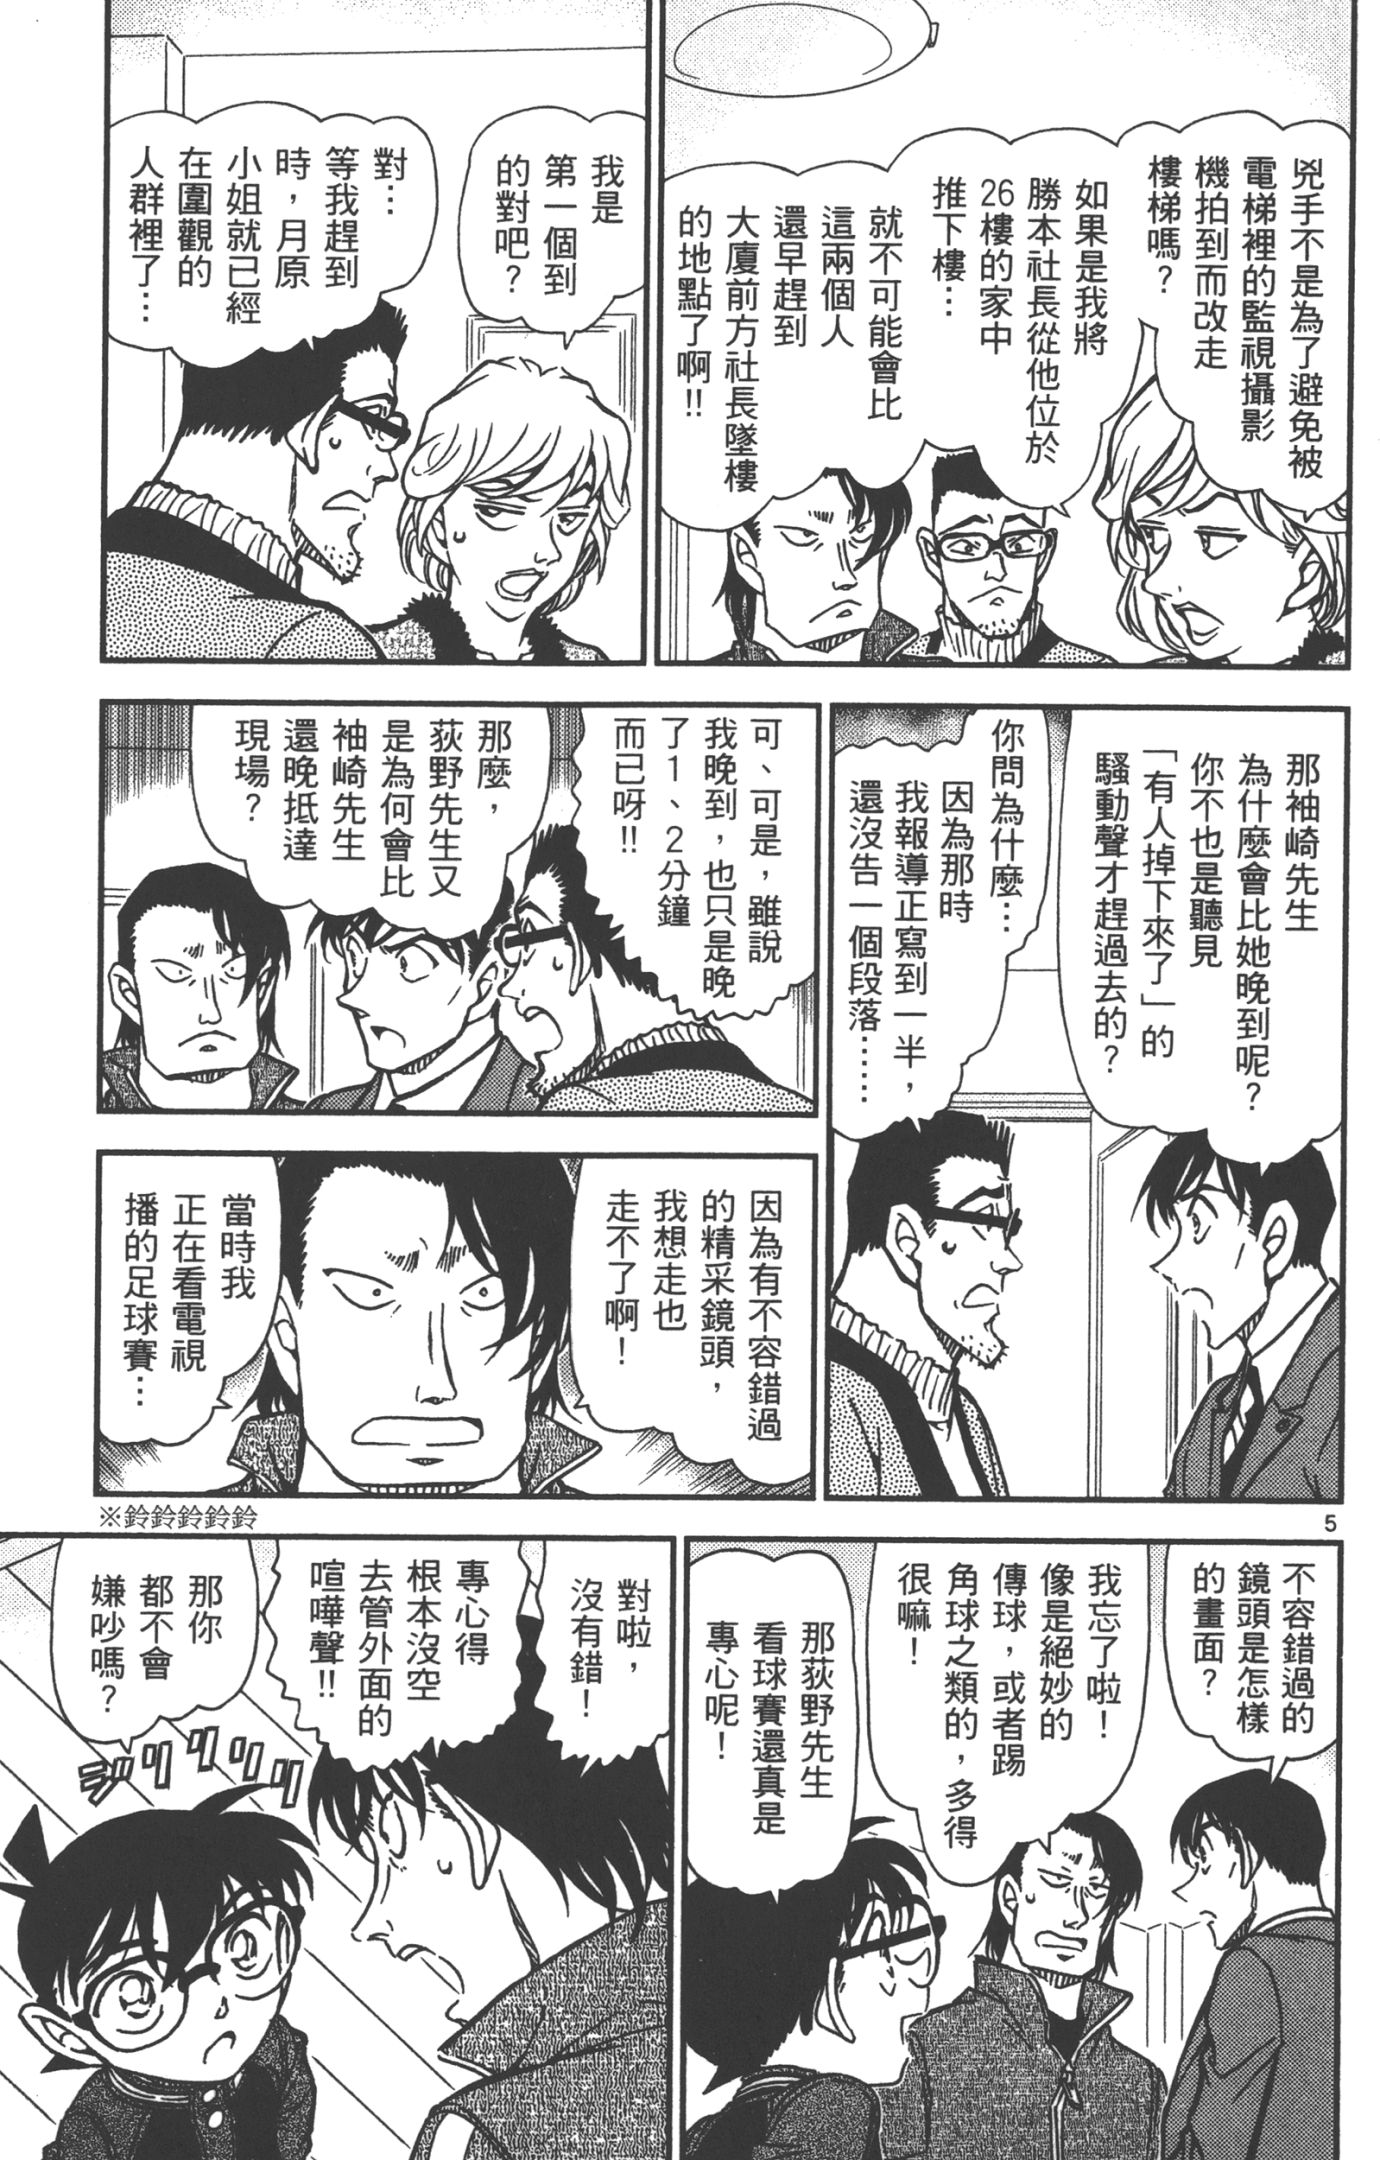 兇手不是為了避免被
電梯裡的監視攝影
機拍到而改走
樓梯嗎？
如果是我將
勝本社長從他位於
26樓的家中
推下樓…
就不可能會比
這兩個人
還早趕到
大廈前方社長墜樓
的地點了啊!!
我是
第一個到
的對吧？
對…
等我趕到
時，月原
小姐就已經
在圍觀的
人群裡了…
那袖崎先生
為什麼會比她晚到呢？
你不也是聽見
「有人掉下來了」的
騷動聲才趕過去的？
你問為什麼…
因為那時
我報導正寫到一半，
還沒告一個段落……
可、可是，雖說
我晚到，也只是晚
了1、2分鐘
而已呀!!
那麼，
荻野先生又
是為何會比
袖崎先生
還晚抵達
現場？
因為有不容錯過
的精采鏡頭，
我想走也
走不了啊！
當時我
正在看電視
播的足球賽…
※鈴鈴鈴鈴鈴
5
不容錯過的
鏡頭是怎樣
的畫面？
我忘了啦！
像是絕妙的
傳球，或者踢
角球之類的，多得
很嘛！
那荻野先生
看球賽還真是
專心呢！
對啦，
沒有錯！
專心得
根本沒空
去管外面的
喧嘩聲!!
那你
都不會
嫌吵嗎？
ジリリリリ